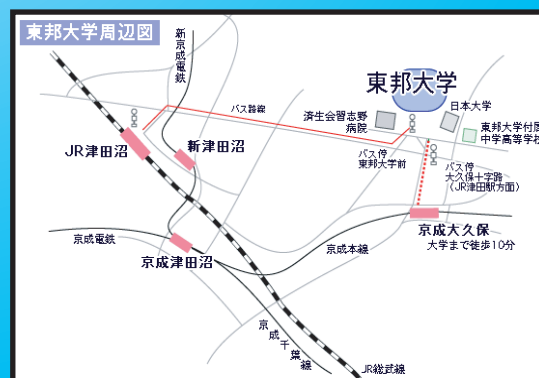 東邦大学周辺図
新京成電鉄
東邦大学
バス路線
済生会習志野
病院
日本大学
東邦大学付属
中学高等学校
バス停
東邦大学前
バス停
大久保十字路
(JR津田駅方面)
JR津田沼
新津田沼
京成大久保
大学まで徒歩10分
京成電鉄
京成津田沼
京成本線
京成千葉線
JR総武線